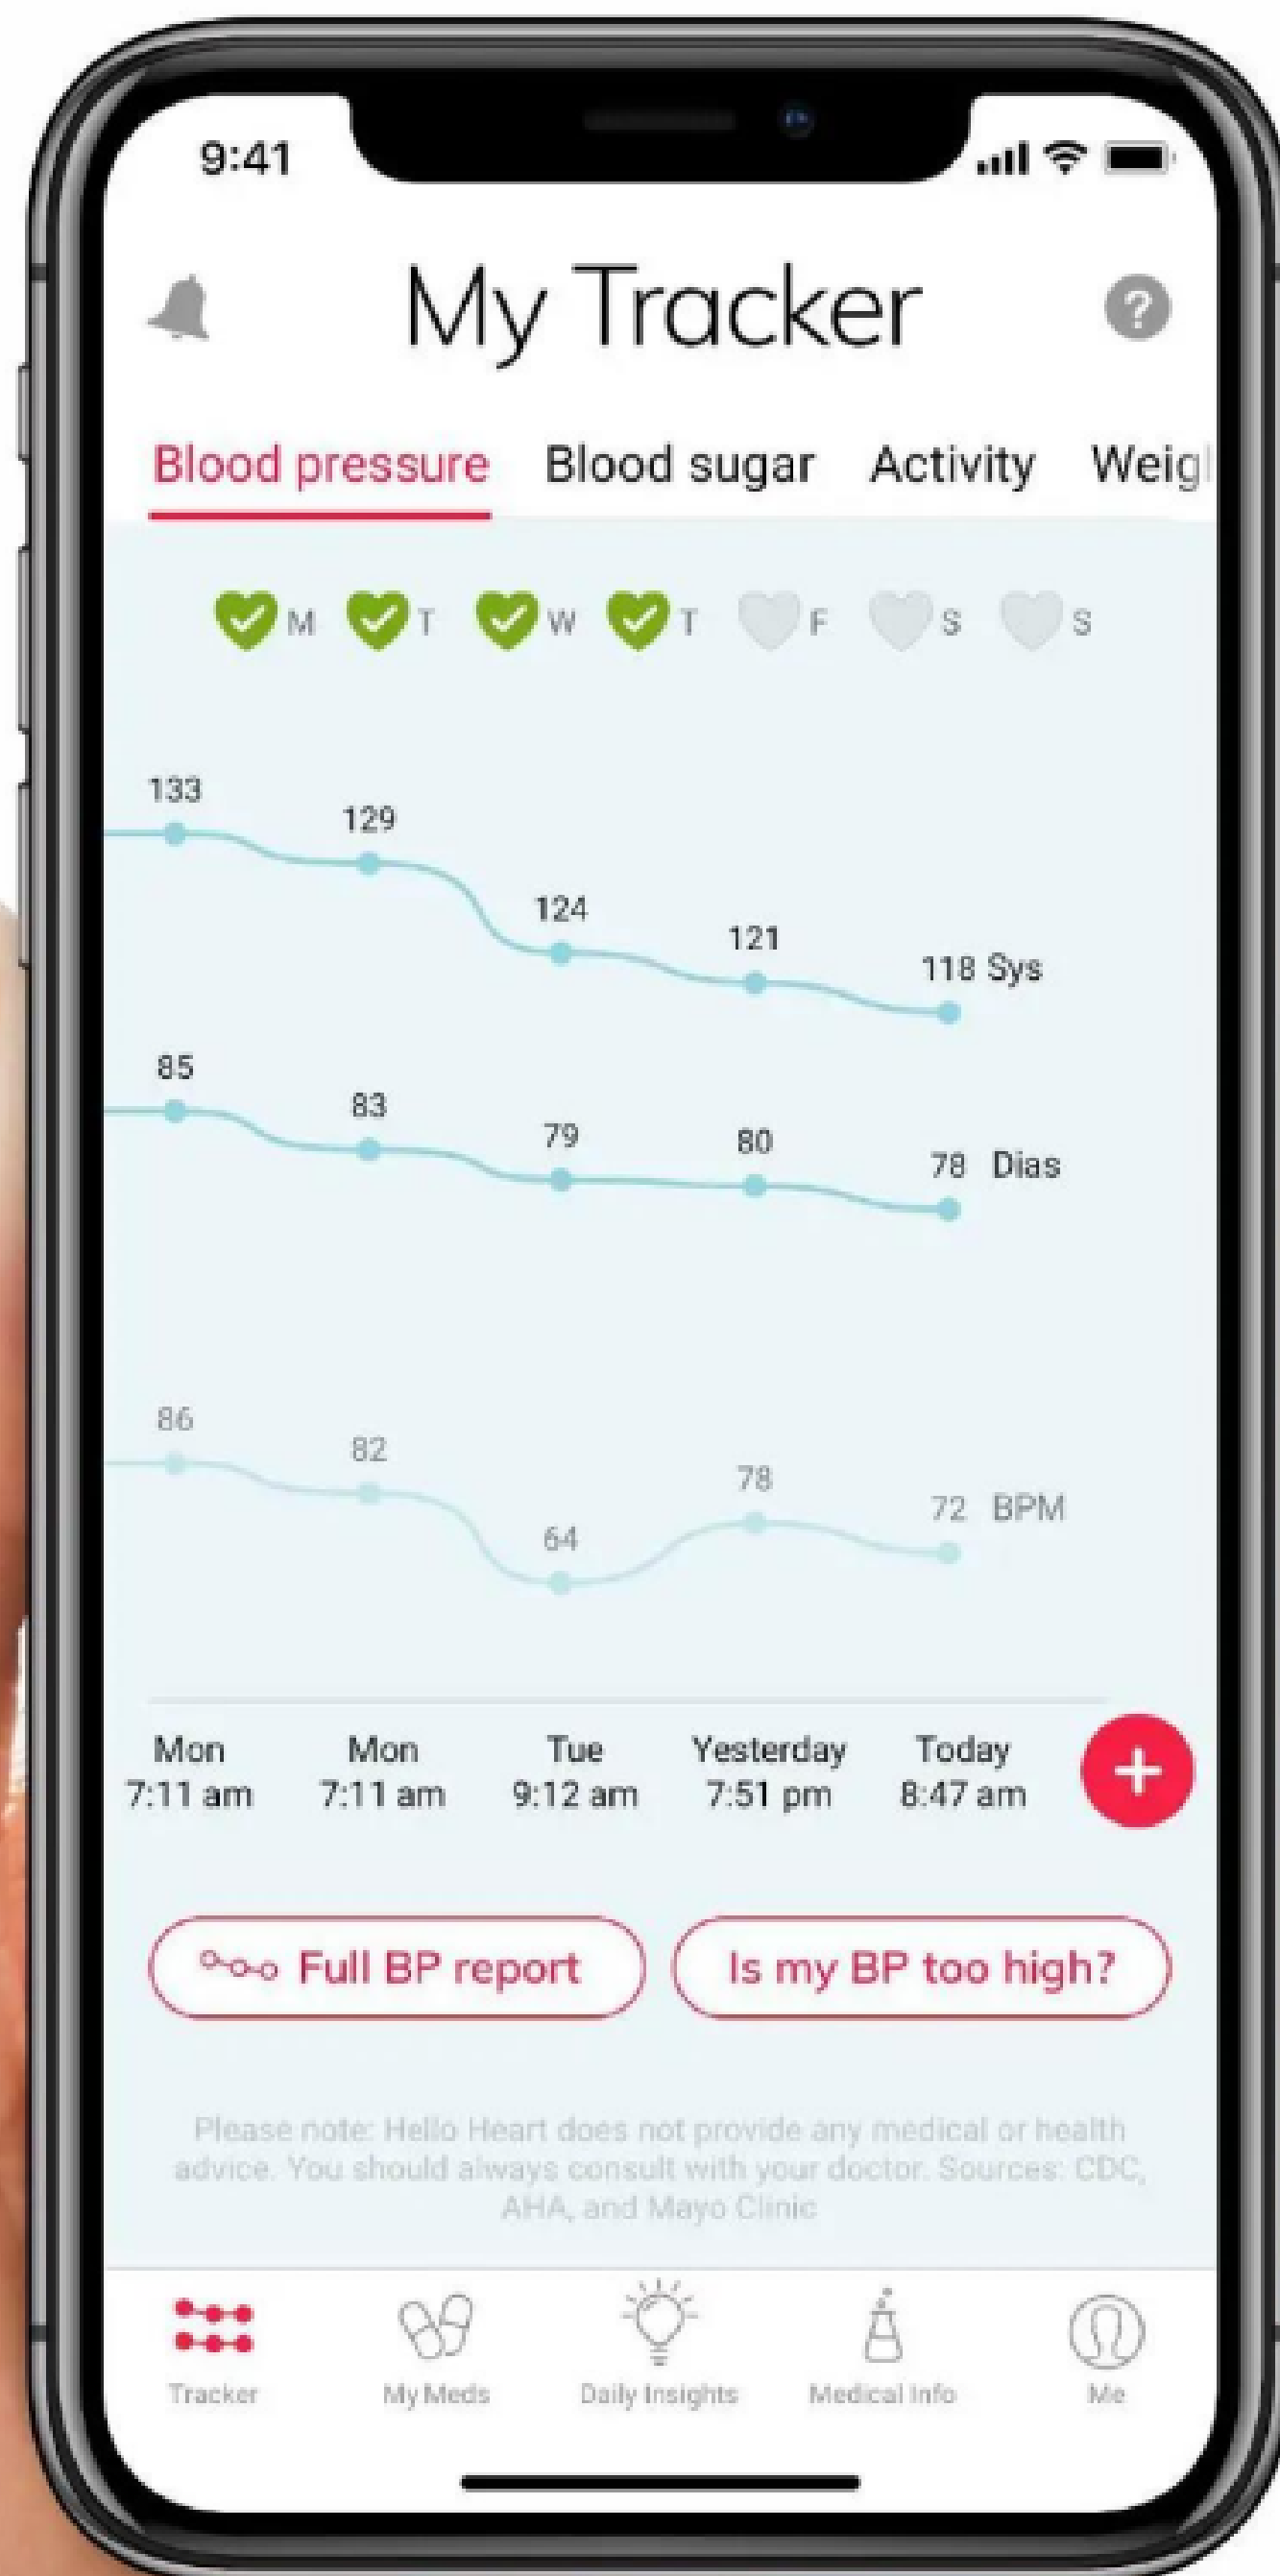 9:41
My Tracker
?
Blood pressure Blood sugar Activity Weig
M T W T F S S
133
129
124
121
118 Sys
85
83
79
80
78 Dias
86
82
64
78
72 BPM
Mon Mon Tue Yesterday Today
7:11 am 7:11 am 9:12 am 7:51 pm 8:47 am
+
Full BP report Is my BP too high?
Please note: Hello Heart does not provide any medical or health
advice. You should always consult with your doctor. Sources: CDC,
AHA, and Mayo Clinic
Tracker My Meds Daily Insights Medical Info Me